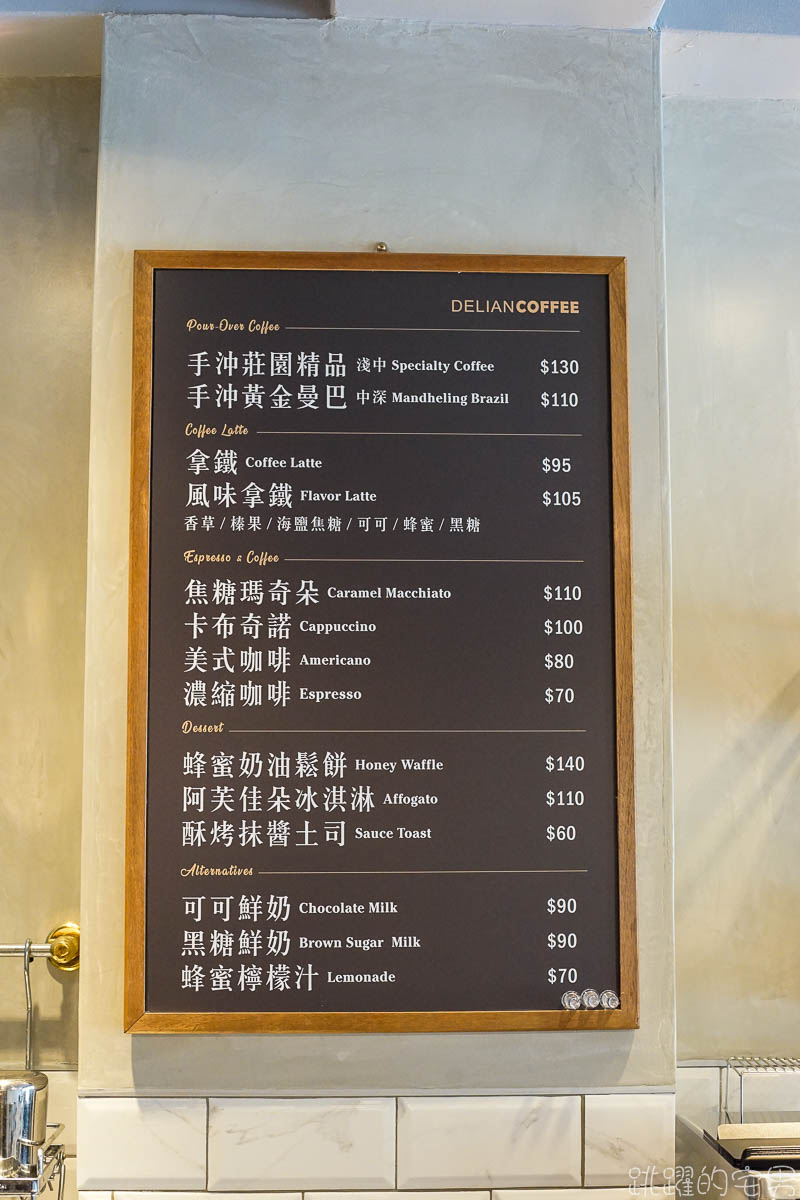 DELIANCOFFEE
Pour-Over Coffee
手沖莊園精品 淺中 Specialty Coffee $130
手沖黃金曼巴 中深 Mandheling Brazil $110
Coffee Latte
拿鐵 Coffee Latte $95
風味拿鐵 Flavor Latte $105
香草 / 榛果 / 海鹽焦糖 / 可可 / 蜂蜜 / 黑糖
Espresso & Coffee
焦糖瑪奇朵 Caramel Macchiato $110
卡布奇諾 Cappuccino $100
美式咖啡 Americano $80
濃縮咖啡 Espresso $70
Dessert
蜂蜜奶油鬆餅 Honey Waffle $140
阿芙佳朵冰淇淋 Affogato $110
酥烤抹醬土司 Sauce Toast $60
Alternatives
可可鮮奶 Chocolate Milk $90
黑糖鮮奶 Brown Sugar Milk $90
蜂蜜檸檬汁 Lemonade $70
跳躍的宅男